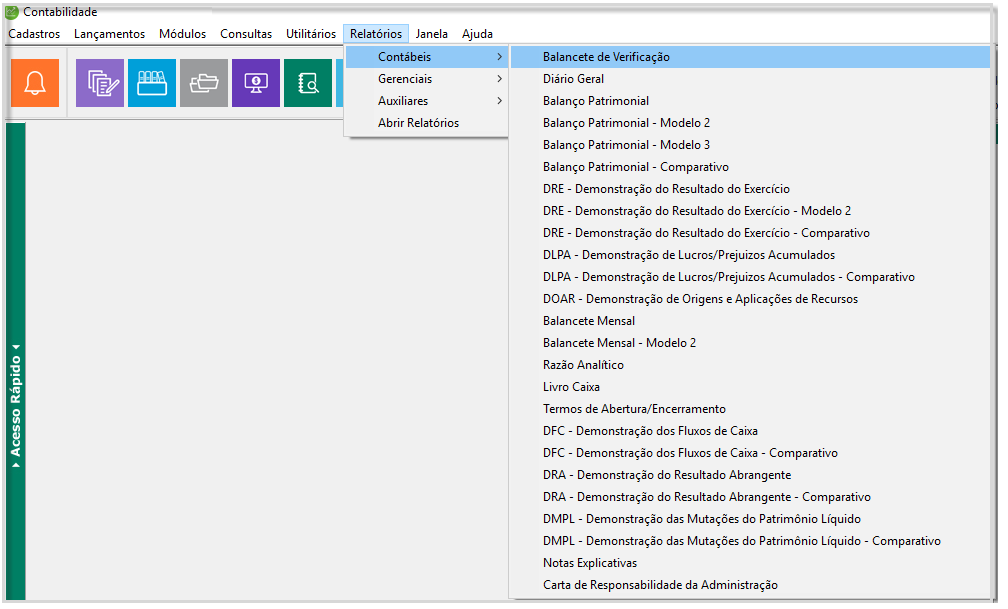 Contabilidade
Cadastros Lançamentos Módulos Consultas Utilitários Relatórios Janela Ajuda
Contábeis
Gerenciais
Auxiliares
Abrir Relatórios
Balancete de Verificação
Diário Geral
Balanço Patrimonial
Balanço Patrimonial - Modelo 2
Balanço Patrimonial - Modelo 3
Balanço Patrimonial - Comparativo
DRE - Demonstração do Resultado do Exercício
DRE - Demonstração do Resultado do Exercício - Modelo 2
DRE - Demonstração do Resultado do Exercício - Comparativo
DLPA - Demonstração de Lucros/Prejuizos Acumulados
DLPA - Demonstração de Lucros/Prejuizos Acumulados - Comparativo
DOAR - Demonstração de Origens e Aplicações de Recursos
Balancete Mensal
Balancete Mensal - Modelo 2
Razão Analítico
Livro Caixa
Termos de Abertura/Encerramento
DFC - Demonstração dos Fluxos de Caixa
DFC - Demonstração dos Fluxos de Caixa - Comparativo
DRA - Demonstração do Resultado Abrangente
DRA - Demonstração do Resultado Abrangente - Comparativo
DMPL - Demonstração das Mutações do Patrimônio Líquido
DMPL - Demonstração das Mutações do Patrimônio Líquido - Comparativo
Notas Explicativas
Carta de Responsabilidade da Administração
Acesso Rápido